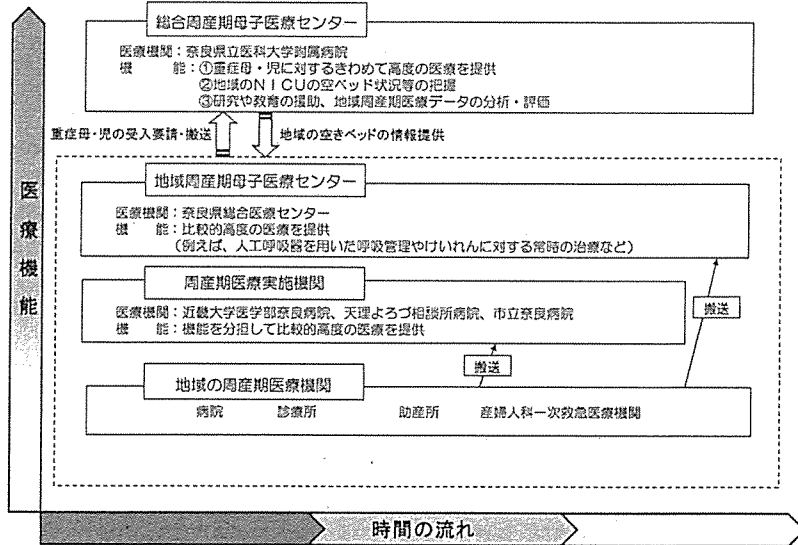 総合周産期母子医療センター
医療機関：奈良県立医科大学附属病院
機　　能：①重症母・児に対するきわめて高度の医療を提供
②地域のＮＩＣＵの空ベッド状況等の把握
③研究や教育の援助、地域周産期医療データの分析・評価
重症母・児の受入要請・搬送
地域の空きベッドの情報提供
地域周産期母子医療センター
医療機関：奈良県総合医療センター
機　　能：比較的高度の医療を提供
（例えば、人工呼吸器を用いた呼吸管理やけいれんに対する常時の治療など）
周産期医療実施機関
医療機関：近畿大学医学部奈良病院、天理よろづ相談所病院、市立奈良病院
機　　能：機能を分担して比較的高度の医療を提供
搬送
搬送
地域の周産期医療機関
病院　診療所　助産所　産婦人科一次救急医療機関
医療機能
時間の流れ